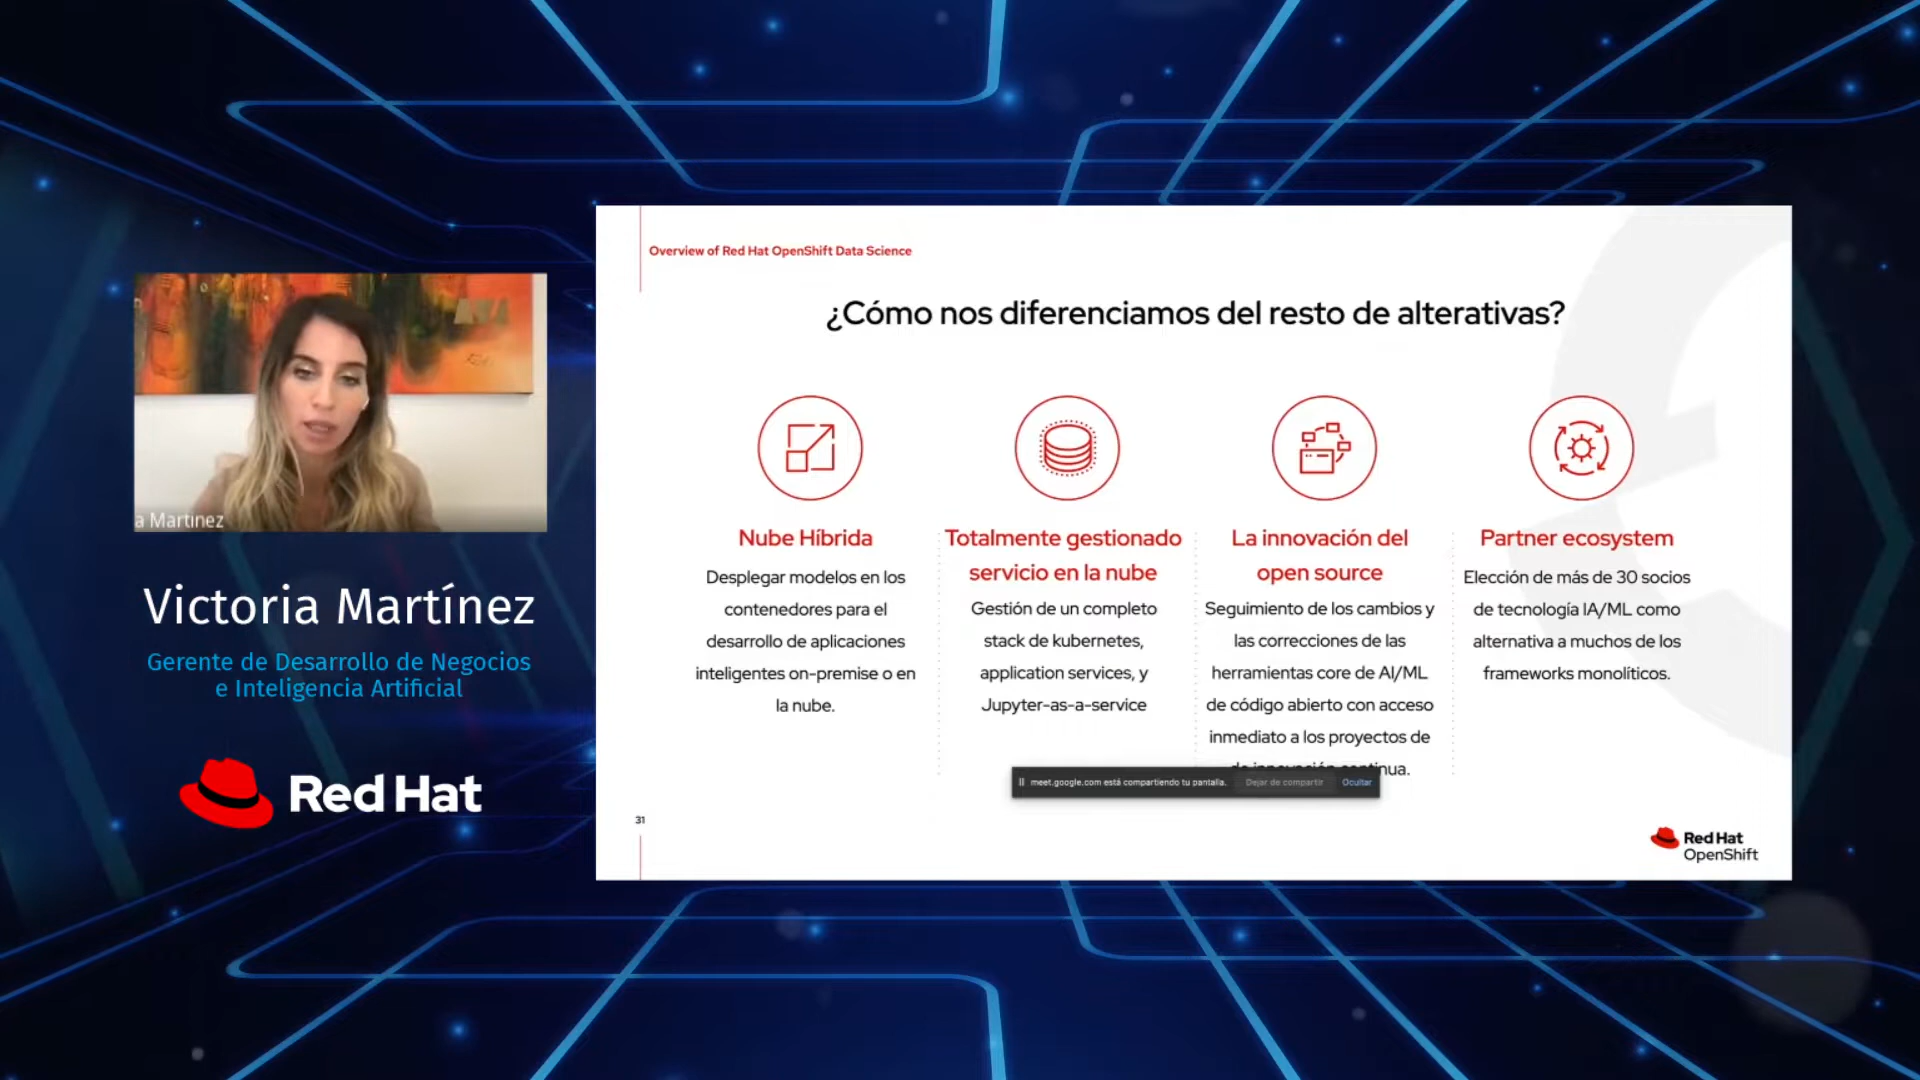 a Martínez
Victoria Martínez
Gerente de Desarrollo de Negocios
e Inteligencia Artificial
Red Hat
Overview of Red Hat OpenShift Data Science
¿Cómo nos diferenciamos del resto de alterativas?
Nube Híbrida
Desplegar modelos en los
contenedores para el
desarrollo de aplicaciones
inteligentes on-premise o en
la nube.
Totalmente gestionado
servicio en la nube
Gestión de un completo
stack de kubernetes,
application services, y
Jupyter-as-a-service
La innovación del
open source
Seguimiento de los cambios y
las correcciones de las
herramientas core de AI/ML
de código abierto con acceso
inmediato a los proyectos de
de innovación continua.
Partner ecosystem
Elección de más de 30 socios
de tecnología IA/ML como
alternativa a muchos de los
frameworks monolíticos.
meet.google.com está compartiendo tu pantalla. Dejar de compartir Ocultar
31
Red Hat
OpenShift